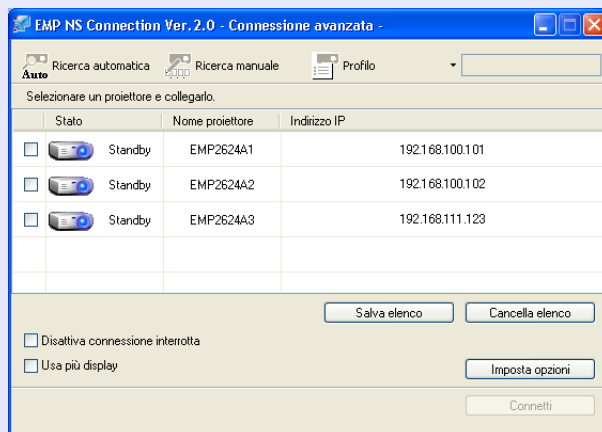 EMP NS Connection Ver.2.0 - Connessione avanzata -
Auto Ricerca automatica Ricerca manuale Profilo
Selezionare un proiettore e collegarlo.
Stato Nome proiettore Indirizzo IP
Standby EMP2624A1 192.168.100.101
Standby EMP2624A2 192.168.100.102
Standby EMP2624A3 192.168.111.123
Salva elenco Cancella elenco
Disattiva connessione interrotta
Usa più display
Imposta opzioni
Connetti